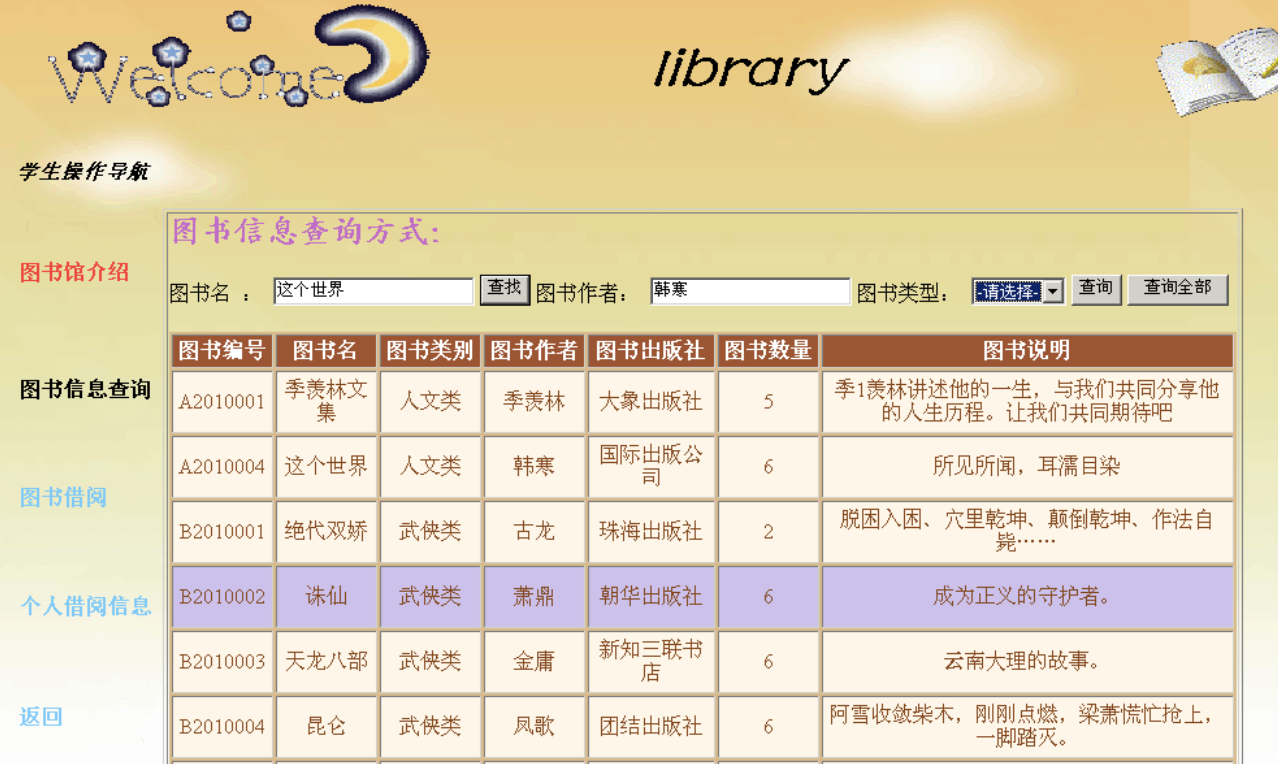 Welcome
library
学生操作导航
图书馆介绍
图书信息查询
图书借阅
个人借阅信息
返回
图书信息查询方式:
图书名 : 这个世界 查找 图书作者: 韩寒 图书类型: -请选择- 查询 查询全部
图书编号 图书名 图书类别 图书作者 图书出版社 图书数量 图书说明
A2010001 季羡林文集 人文类 季羡林 大象出版社 5 季1羡林讲述他的一生，与我们共同分享他的人生历程。让我们共同期待吧
A2010004 这个世界 人文类 韩寒 国际出版公司 6 所见所闻，耳濡目染
B2010001 绝代双娇 武侠类 古龙 珠海出版社 2 脱困入困、穴里乾坤、颠倒乾坤、作法自毙……
B2010002 诛仙 武侠类 萧鼎 朝华出版社 6 成为正义的守护者。
B2010003 天龙八部 武侠类 金庸 新知三联书店 6 云南大理的故事。
B2010004 昆仑 武侠类 凤歌 团结出版社 6 阿雪收敛柴木，刚刚点燃，梁萧慌忙抢上，一脚踏灭。